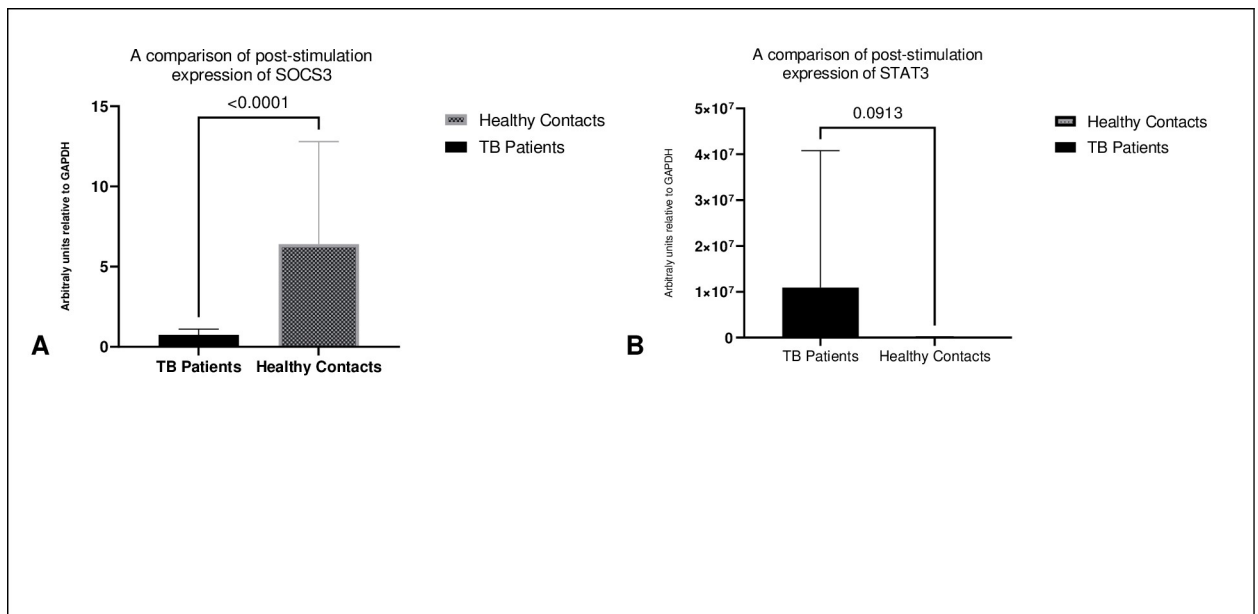 A comparison of post-stimulation
expression of SOCS3
<0.0001
15
10
5
0
Arbitraly units relative to GAPDH
TB Patients
Healthy Contacts
Healthy Contacts
TB Patients
A
A comparison of post-stimulation
expression of STAT3
0.0913
5×10⁷
4×10⁷
3×10⁷
2×10⁷
1×10⁷
0
Arbitraly units relative to GAPDH
TB Patients
Healthy Contacts
Healthy Contacts
TB Patients
B